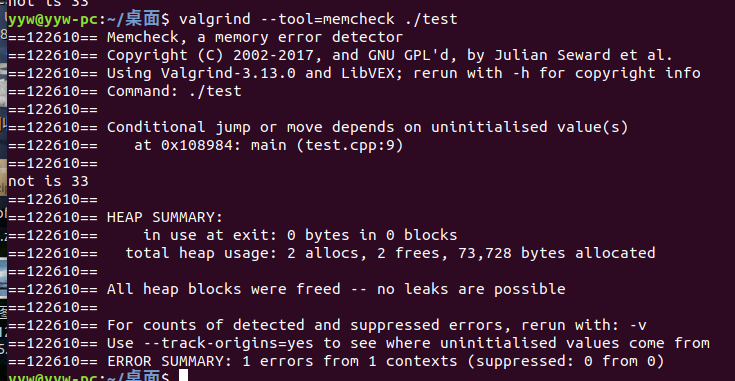 not is 33
yyw@yyw-pc:~/桌面$ valgrind --tool=memcheck ./test
==122610== Memcheck, a memory error detector
==122610== Copyright (C) 2002-2017, and GNU GPL'd, by Julian Seward et al.
==122610== Using Valgrind-3.13.0 and LibVEX; rerun with -h for copyright info
==122610== Command: ./test
==122610==
==122610== Conditional jump or move depends on uninitialised value(s)
==122610==    at 0x108984: main (test.cpp:9)
==122610==
not is 33
==122610==
==122610== HEAP SUMMARY:
==122610==     in use at exit: 0 bytes in 0 blocks
==122610==   total heap usage: 2 allocs, 2 frees, 73,728 bytes allocated
==122610==
==122610== All heap blocks were freed -- no leaks are possible
==122610==
==122610== For counts of detected and suppressed errors, rerun with: -v
==122610== Use --track-origins=yes to see where uninitialised values come from
==122610== ERROR SUMMARY: 1 errors from 1 contexts (suppressed: 0 from 0)
yyw@yyw-pc:~/桌面$